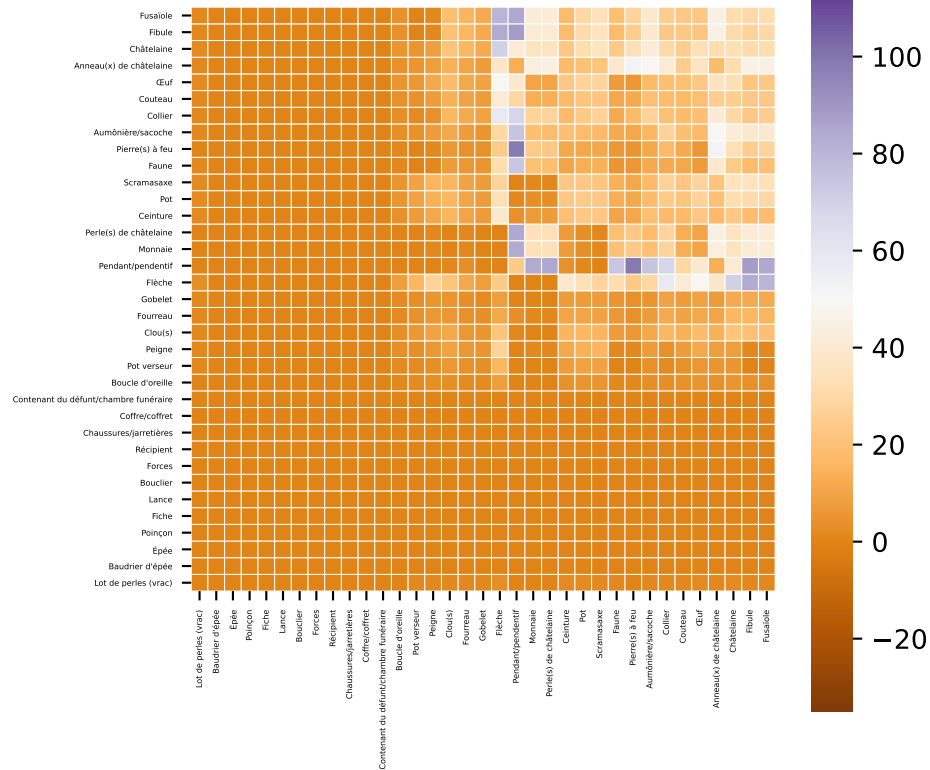 Fusaïole
Fibule
Châtelaine
Anneau(x) de châtelaine
Œuf
Couteau
Collier
Aumônière/sacoche
Pierre(s) à feu
Faune
Scramasaxe
Pot
Ceinture
Perle(s) de châtelaine
Monnaie
Pendant/pendentif
Flèche
Gobelet
Fourreau
Clou(s)
Peigne
Pot verseur
Boucle d'oreille
Contenant du défunt/chambre funéraire
Coffre/coffret
Chaussures/jarretières
Récipient
Forces
Bouclier
Lance
Fiche
Poinçon
Épée
Baudrier d'épée
Lot de perles (vrac)
Lot de perles (vrac)
Baudrier d'épée
Épée
Poinçon
Fiche
Lance
Bouclier
Forces
Récipient
Chaussures/jarretières
Coffre/coffret
Contenant du défunt/chambre funéraire
Boucle d'oreille
Pot verseur
Peigne
Clou(s)
Fourreau
Gobelet
Flèche
Pendant/pendentif
Monnaie
Perle(s) de châtelaine
Ceinture
Pot
Scramasaxe
Faune
Pierre(s) à feu
Aumônière/sacoche
Collier
Couteau
Œuf
Anneau(x) de châtelaine
Châtelaine
Fibule
Fusaïole
100
80
60
40
20
0
−20